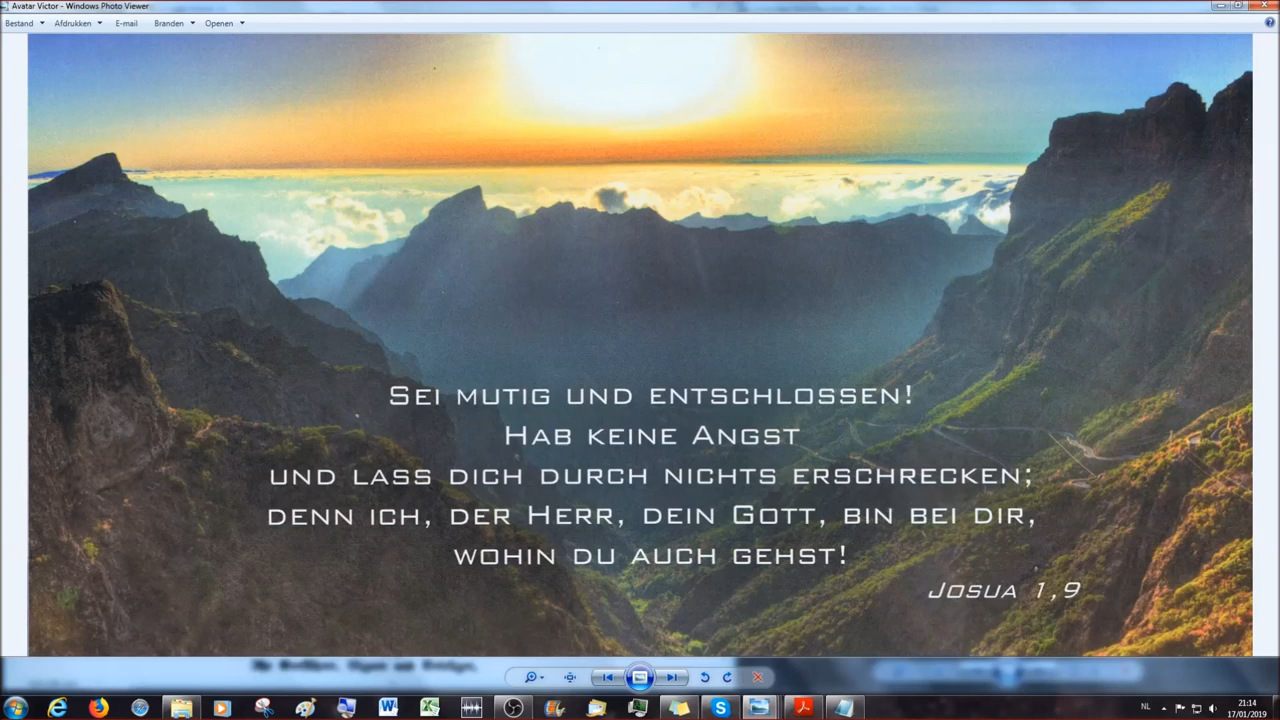 Avatar Victor - Windows Photo Viewer
Bestand Afdrukken E-mail Branden Openen
Sei mutig und entschlossen!
Hab keine Angst
und lass dich durch nichts erschrecken;
denn ich, der Herr, dein Gott, bin bei dir,
wohin du auch gehst!
Josua 1,9
NL
21:14
17/01/2019